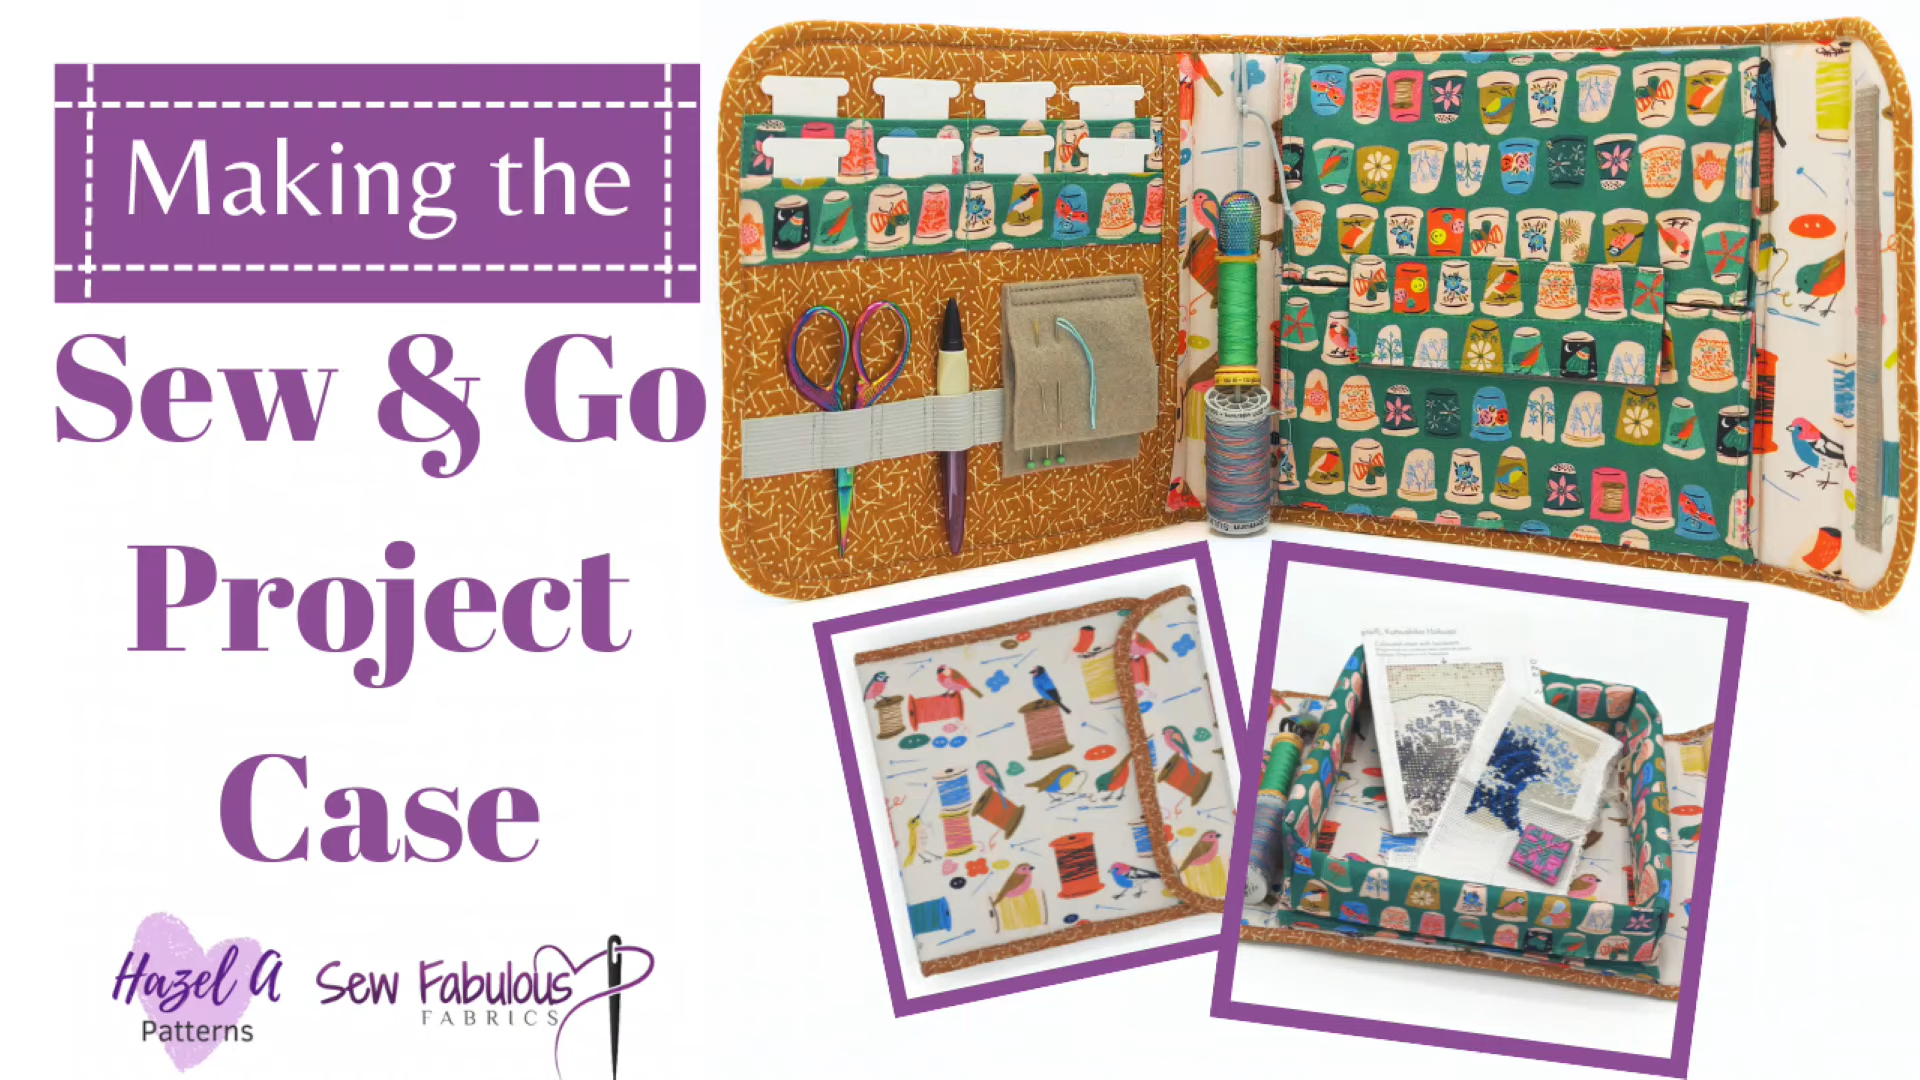 Making the
Sew & Go
Project
Case
Hazel A
Patterns
Sew Fabulous
FABRICS